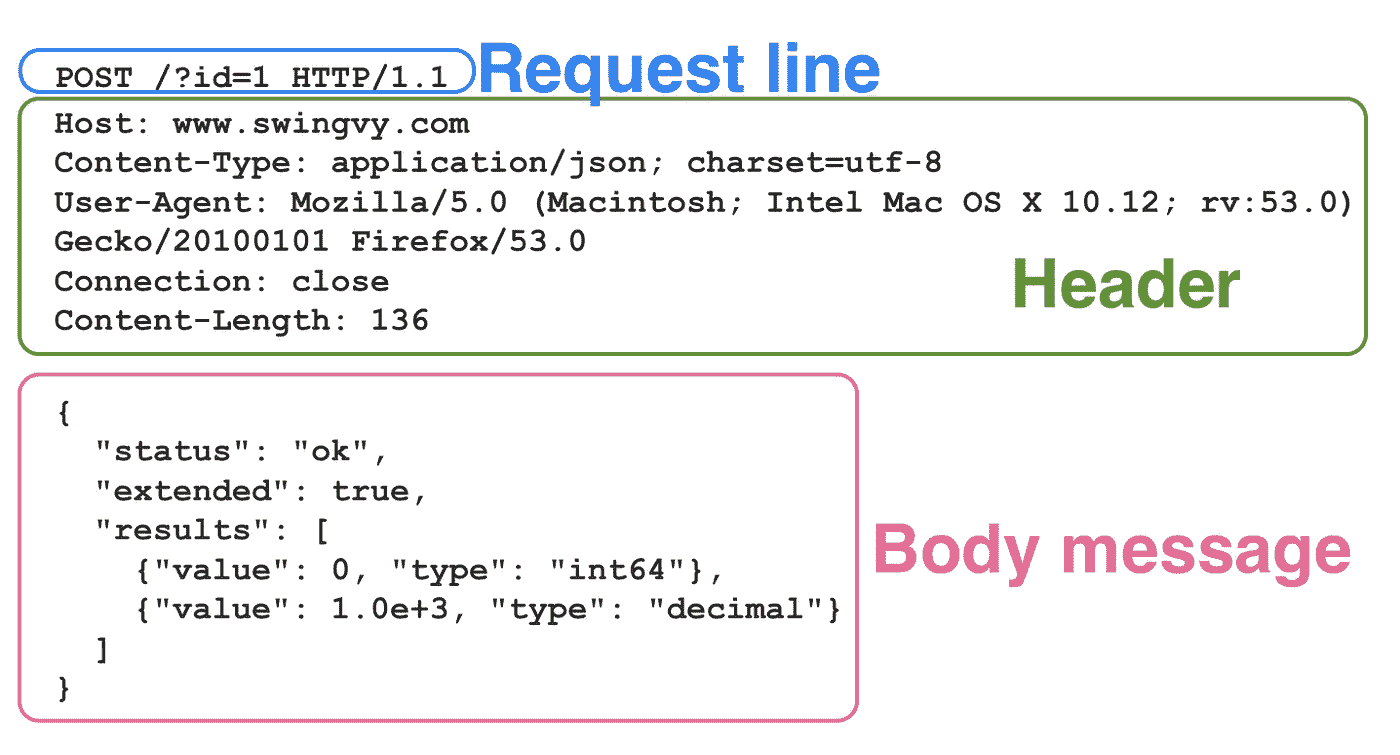 POST /?id=1 HTTP/1.1 Request line
Host: www.swingvy.com
Content-Type: application/json; charset=utf-8
User-Agent: Mozilla/5.0 (Macintosh; Intel Mac OS X 10.12; rv:53.0)
Gecko/20100101 Firefox/53.0
Connection: close
Header
Content-Length: 136
{
  "status": "ok",
  "extended": true,
  "results": [
    {"value": 0, "type": "int64"},
    {"value": 1.0e+3, "type": "decimal"}
  ]
}
Body message